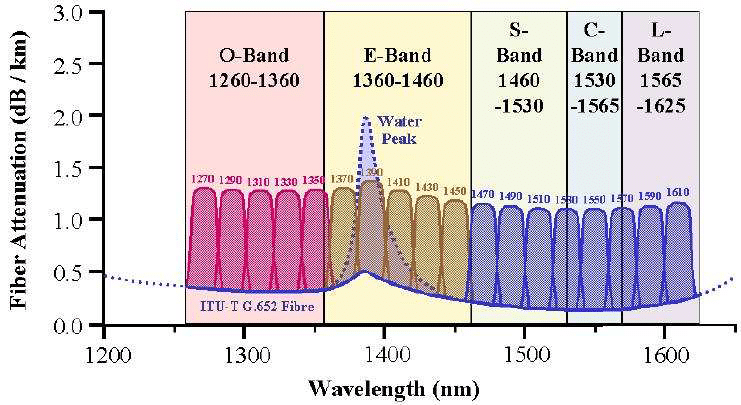 3.0
2.5
2.0
1.5
1.0
0.5
0.0
Fiber Attenuation (dB / km)
O-Band
1260-1360
E-Band
1360-1460
S-
Band
1460
-1530
C-
Band
1530
-1565
L-
Band
1565
-1625
Water
Peak
1270 1290 1310 1330 1350 1370 1390 1410 1430 1450 1470 1490 1510 1530 1550 1570 1590 1610
ITU-T G.652 Fibre
1200 1300 1400 1500 1600
Wavelength (nm)